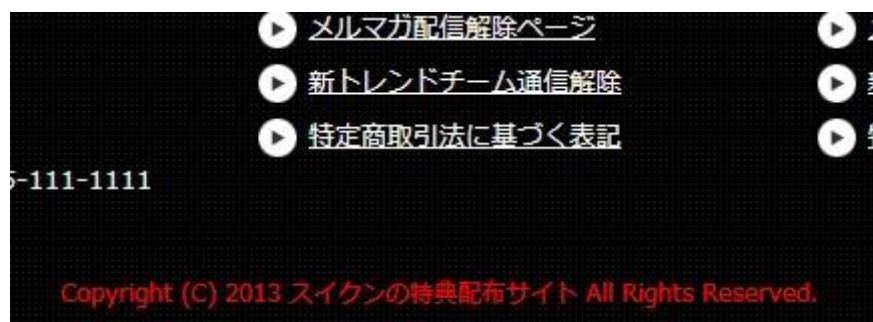 メルマガ配信解除ページ
新トレンドチーム通信解除
特定商取引法に基づく表記
-111-1111
Copyright (C) 2013 スイクンの特典配布サイト All Rights Reserved.